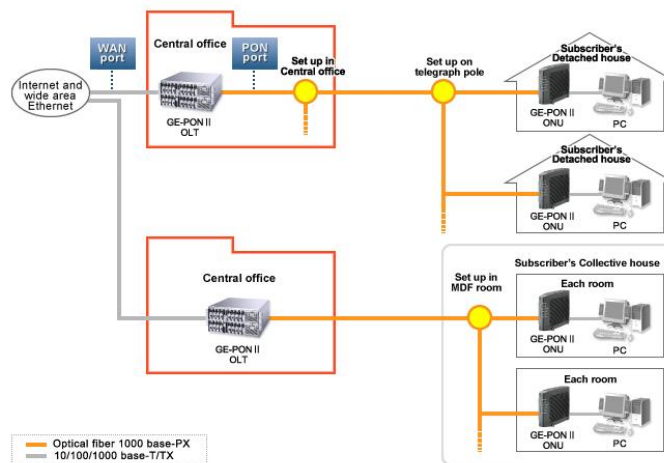 WAN
port
Central office
PON
port
Set up in
Central office
Set up on
telegraph pole
Subscriber's
Detached house
Internet and
wide area
Ethernet
GE-PON II
OLT
GE-PON II
ONU
PC
Subscriber's
Detached house
GE-PON II
ONU
PC
Central office
GE-PON II
OLT
Subscriber's Collective house
Set up in
MDF room
Each room
GE-PON II
ONU
PC
Each room
GE-PON II
ONU
PC
Optical fiber 1000 base-PX
10/100/1000 base-T/TX